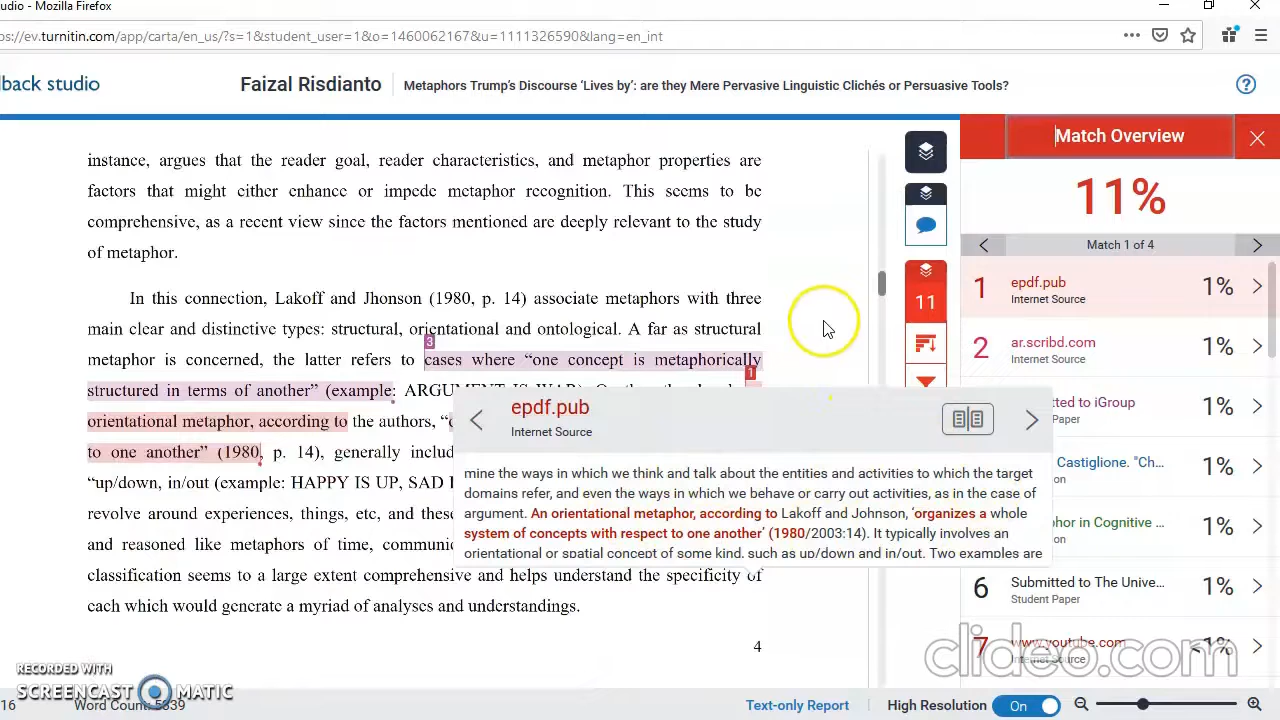 udio - Mozilla Firefox
ps://ev.turnitin.com/app/carta/en_us/?s=1&student_user=1&o=1460062167&u=1111326590&lang=en_int
lback studio
Faizal Risdianto
Metaphors Trump's Discourse 'Lives by': are they Mere Pervasive Linguistic Clichés or Persuasive Tools?
instance, argues that the reader goal, reader characteristics, and metaphor properties are
factors that might either enhance or impede metaphor recognition. This seems to be
comprehensive, as a recent view since the factors mentioned are deeply relevant to the study
of metaphor.
In this connection, Lakoff and Jhonson (1980, p. 14) associate metaphors with three
main clear and distinctive types: structural, orientational and ontological. A far as structural
3
metaphor is concerned, the latter refers to cases where "one concept is metaphorically
1
structured in terms of another" (example: ARGUMENT IS WAR). On the other hand,
orientational metaphor, according to the authors, "
to one another" (1980, p. 14), generally includ
"up/down, in/out (example: HAPPY IS UP, SAD
revolve around experiences, things, etc, and these
and reasoned like metaphors of time, communi
classification seems to a large extent comprehensive and helps understand the specificity of
each which would generate a myriad of analyses and understandings.
4
epdf.pub
Internet Source
mine the ways in which we think and talk about the entities and activities to which the target
domains refer, and even the ways in which we behave or carry out activities, as in the case of
argument. An orientational metaphor, according to Lakoff and Johnson, 'organizes a whole
system of concepts with respect to one another' (1980/2003:14). It typically involves an
orientational or spatial concept of some kind, such as up/down and in/out. Two examples are
11
Match Overview
11%
Match 1 of 4
1 epdf.pub 1%
Internet Source
2 ar.scribd.com 1%
Internet Source
tted to iGroup 1%
Paper
Castiglione. "Ch... 1%
on
phor in Cognitive ... 1%
on
6 Submitted to The Unive... 1%
Student Paper
7 www.youtube.com <1%
Internet Source
clideo.com
RECORDED WITH
SCREENCAST MATIC
16
Word Count: 5839
Text-only Report
High Resolution
On